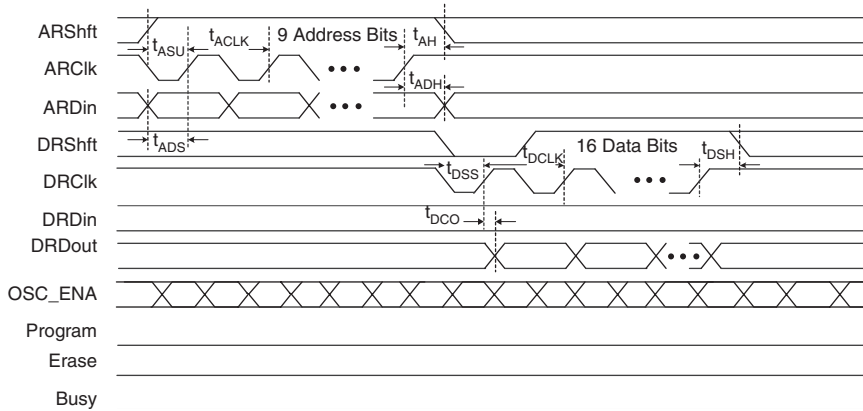 ARShft
tASU tACLK 9 Address Bits tAH
ARClk
tADH
ARDin
tADS
DRShft
tDCLK 16 Data Bits tDSH
tDSS
DRClk
DRDin
tDCO
DRDout
OSC_ENA
Program
Erase
Busy